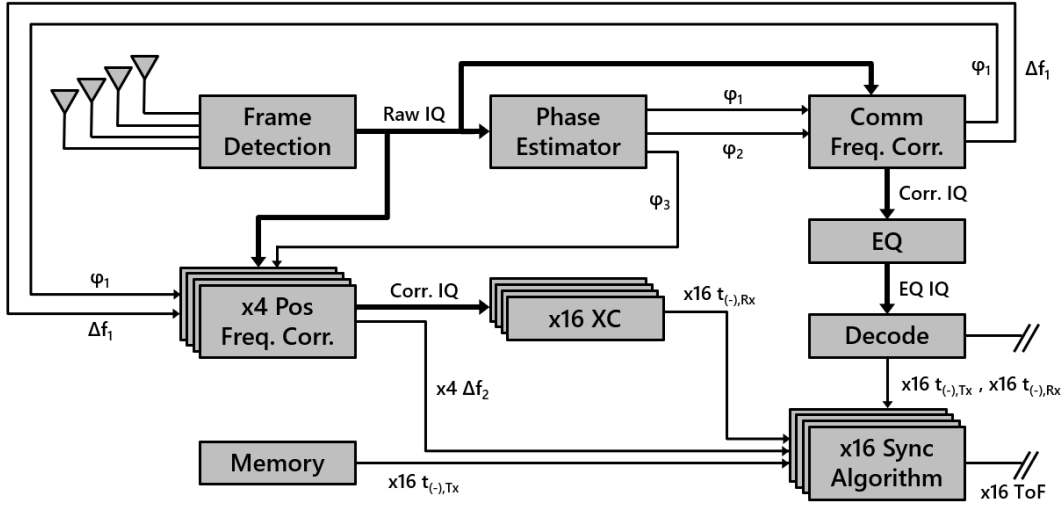 φ₁
Δf₁
Frame
Detection
Raw IQ
Phase
Estimator
φ₁
φ₂
Comm
Freq. Corr.
φ₃
Corr. IQ
EQ
EQ IQ
φ₁
Δf₁
x4 Pos
Freq. Corr.
Corr. IQ
x16 XC
x16 t₍₋₎,Rx
Decode
x4 Δf₂
x16 t₍₋₎,Tx , x16 t₍₋₎,Rx
Memory
x16 t₍₋₎,Tx
x16 Sync
Algorithm
x16 ToF